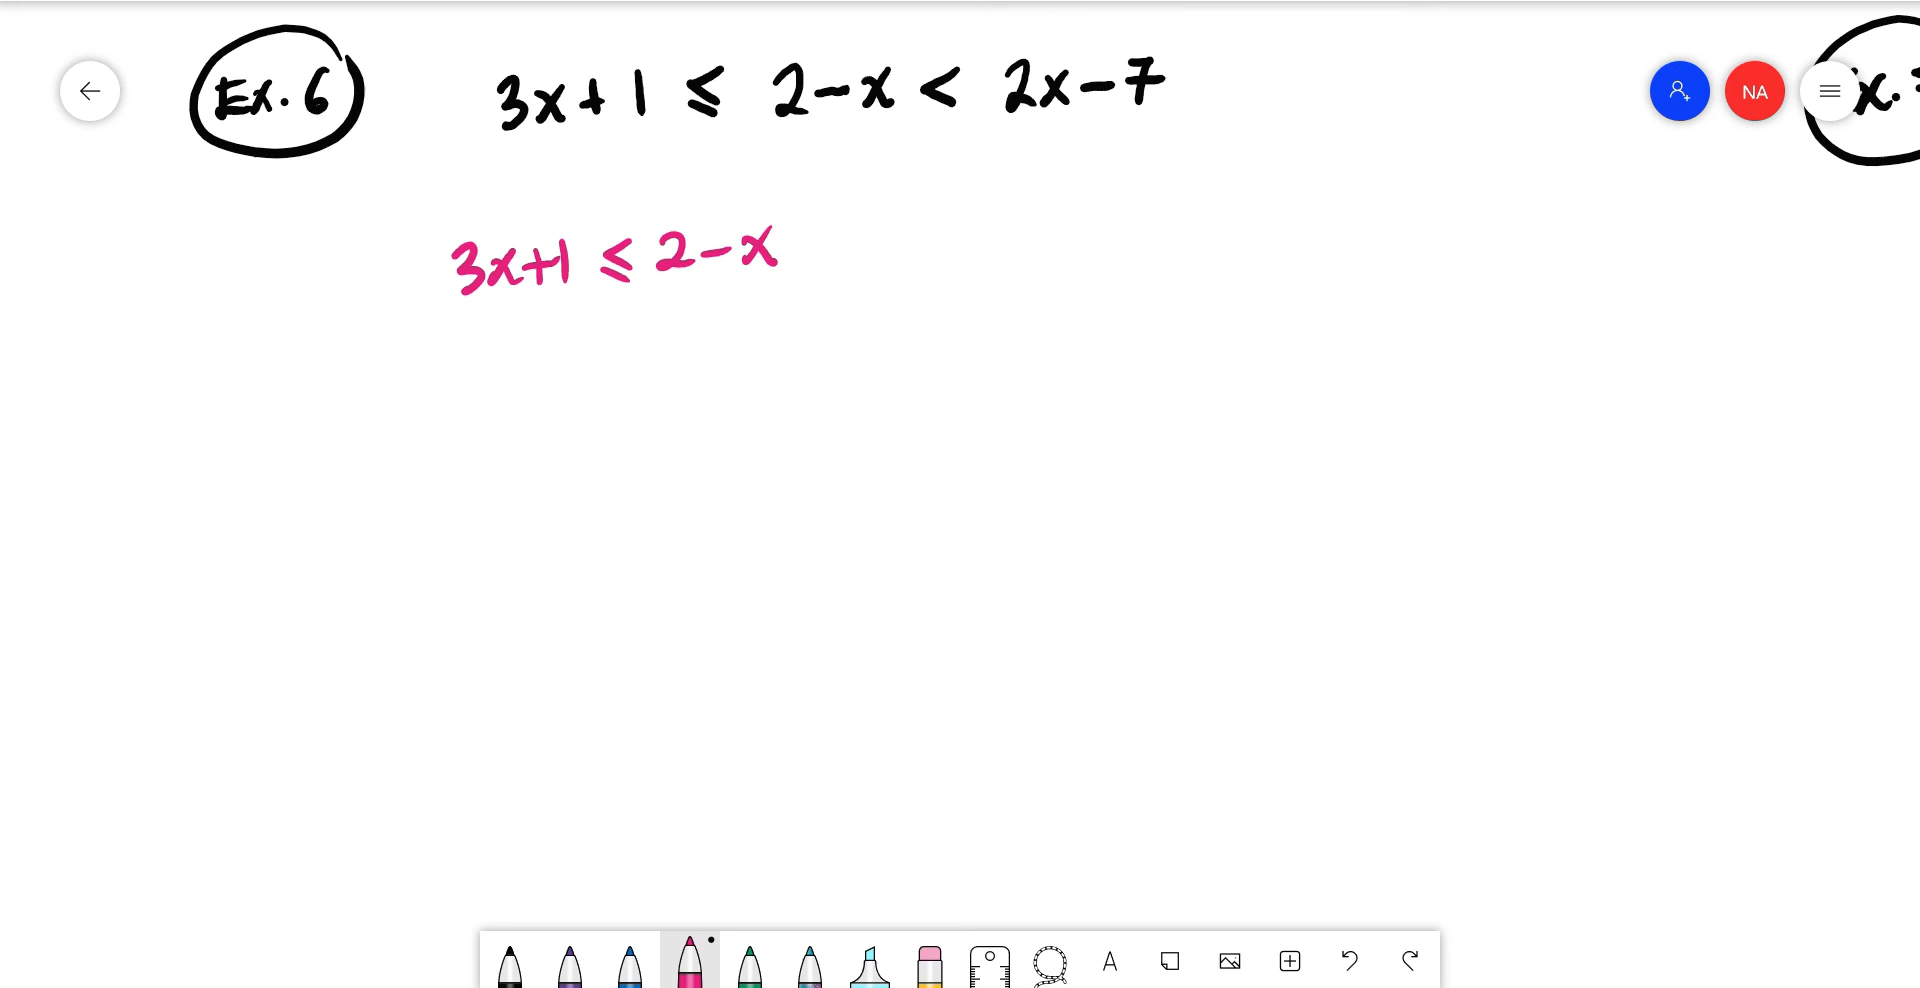 Ex. 6
3x + 1 ≤ 2 - x < 2x - 7
NA
x.
3x+1 ≤ 2 - x
A